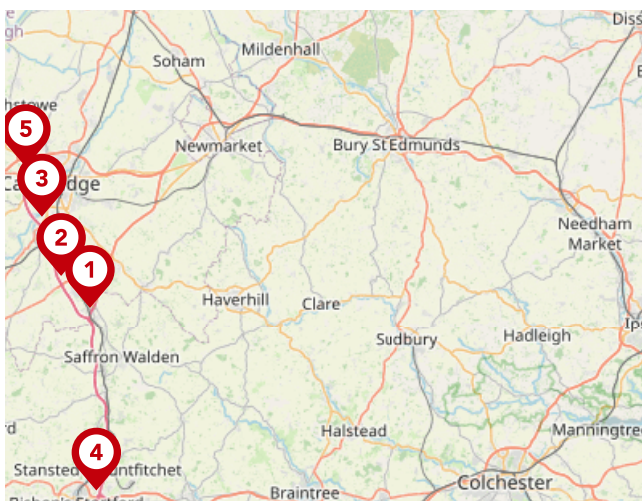 Diss
Mildenhall
Soham
5
Newmarket
Bury St Edmunds
3
Needham
Market
2
1
Haverhill
Clare
Sudbury
Hadleigh
Saffron Walden
Halstead
Manningtree
4
Colchester
Braintree